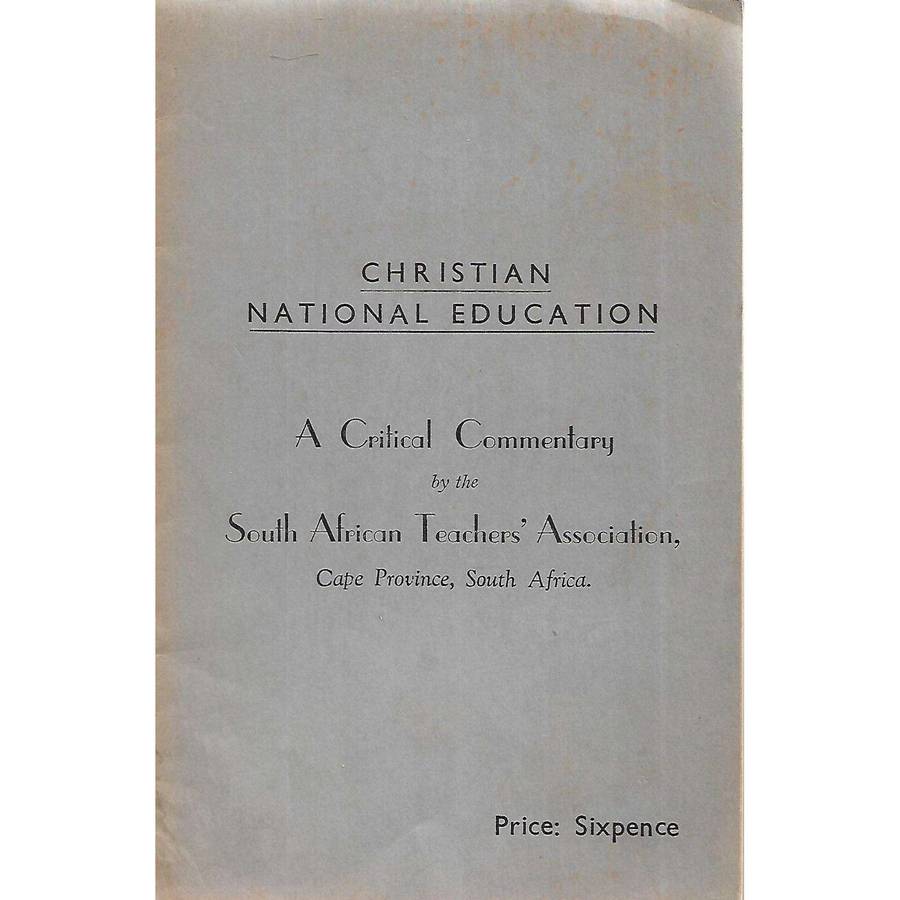 CHRISTIAN
NATIONAL EDUCATION
A Critical Commentary
by the
South African Teachers' Association,
Cape Province, South Africa.
Price: Sixpence